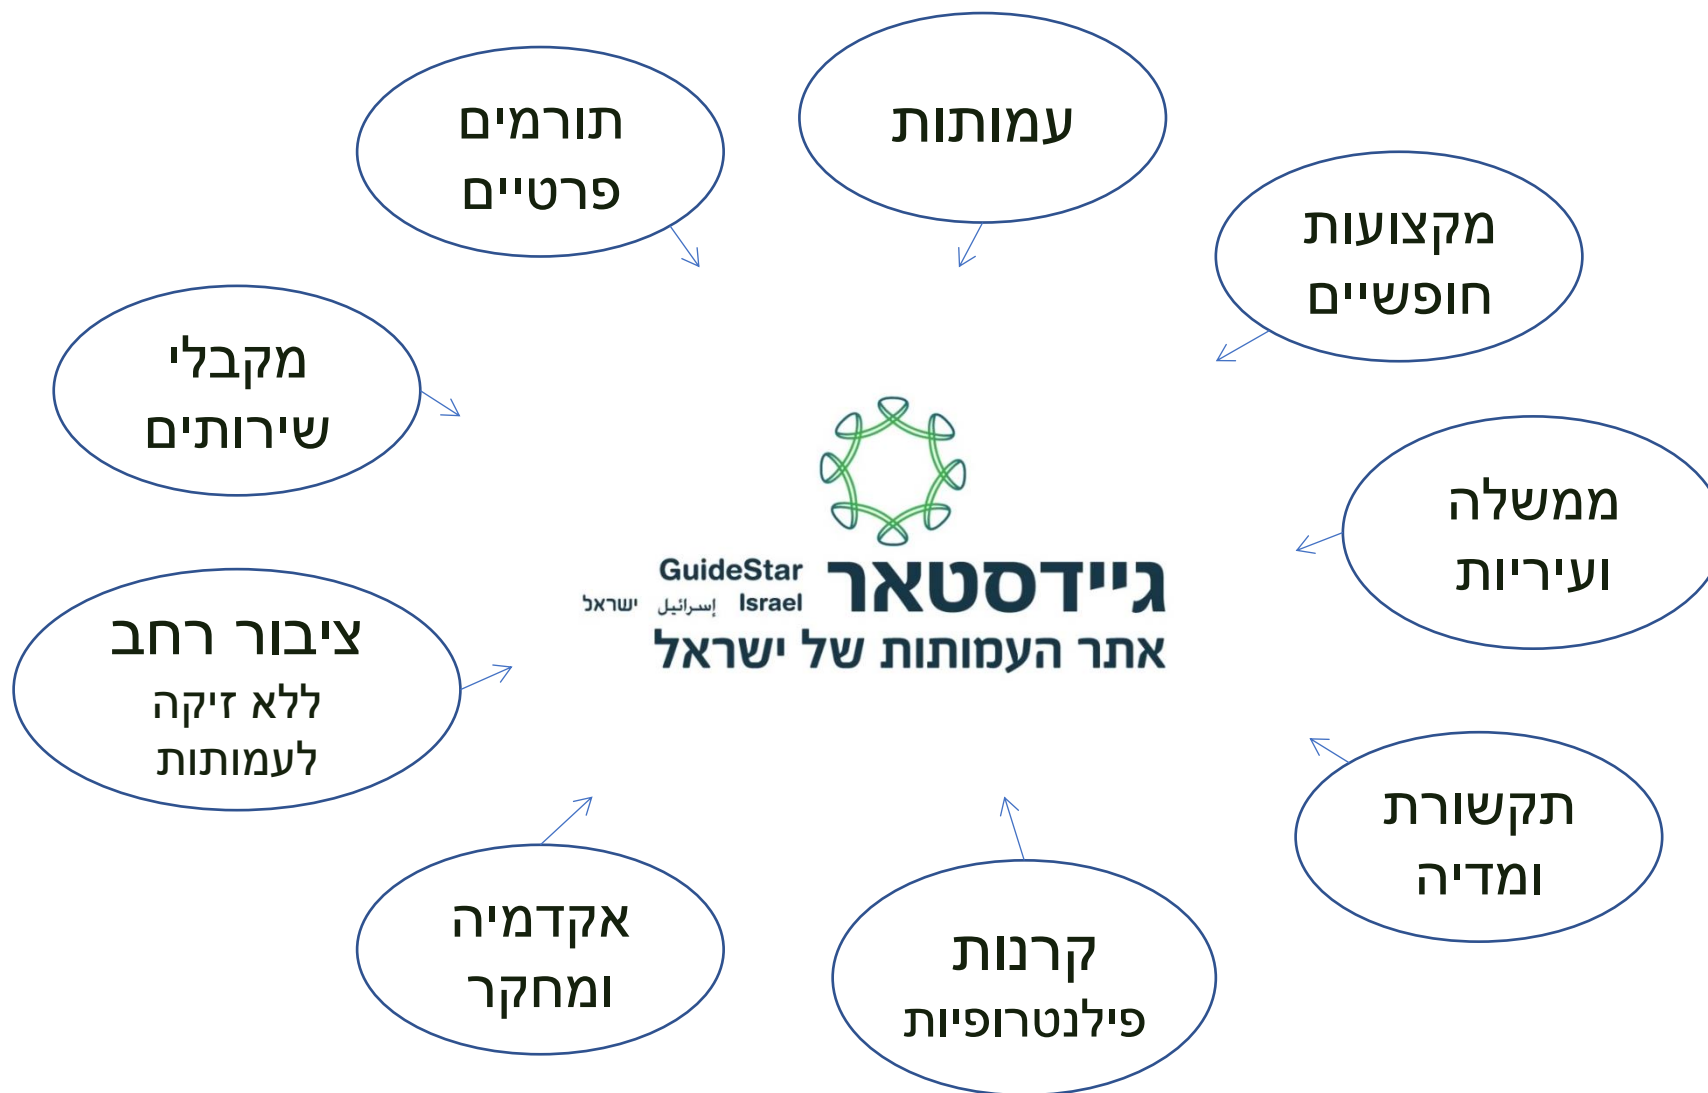 עמותות
תורמים
פרטיים
מקצועות
חופשיים
מקבלי
שירותים
ממשלה
ועיריות
גיידסטאר
GuideStar
Israel إسرائيل ישראל
אתר העמותות של ישראל
ציבור רחב
ללא זיקה
לעמותות
תקשורת
ומדיה
אקדמיה
ומחקר
קרנות
פילנטרופיות